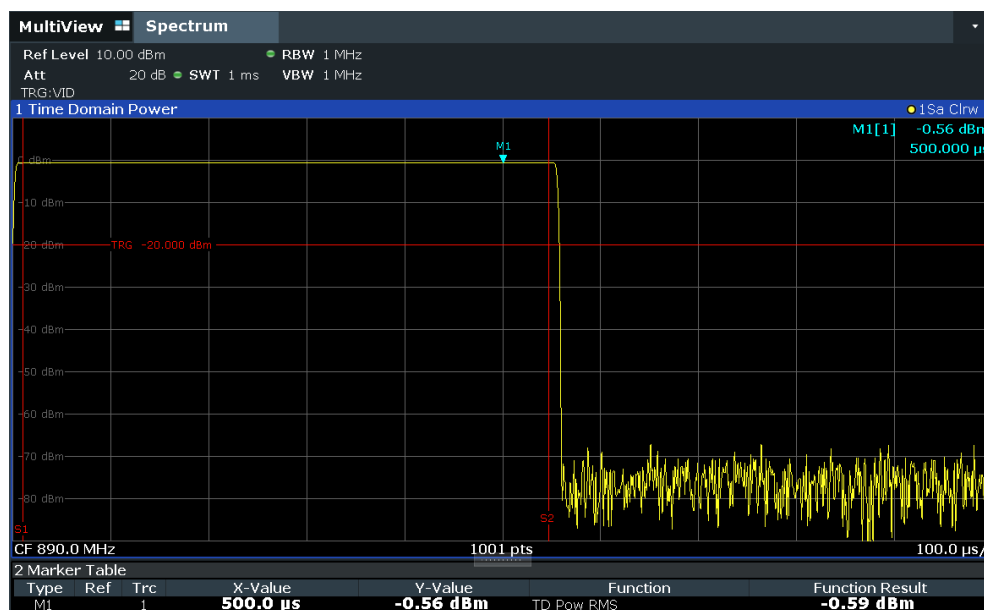 MultiView Spectrum
Ref Level 10.00 dBm RBW 1 MHz
Att 20 dB SWT 1 ms VBW 1 MHz
TRG:VID
1 Time Domain Power 1Sa Clrw
M1[1] -0.56 dBm
500.000 µs
M1
0 dBm
-10 dBm
-20 dBm TRG -20.000 dBm
-30 dBm
-40 dBm
-50 dBm
-60 dBm
-70 dBm
-80 dBm
S1 S2
CF 890.0 MHz 1001 pts 100.0 µs/
2 Marker Table
Type Ref Trc X-Value Y-Value Function Function Result
M1 1 500.0 µs -0.56 dBm TD Pow RMS -0.59 dBm